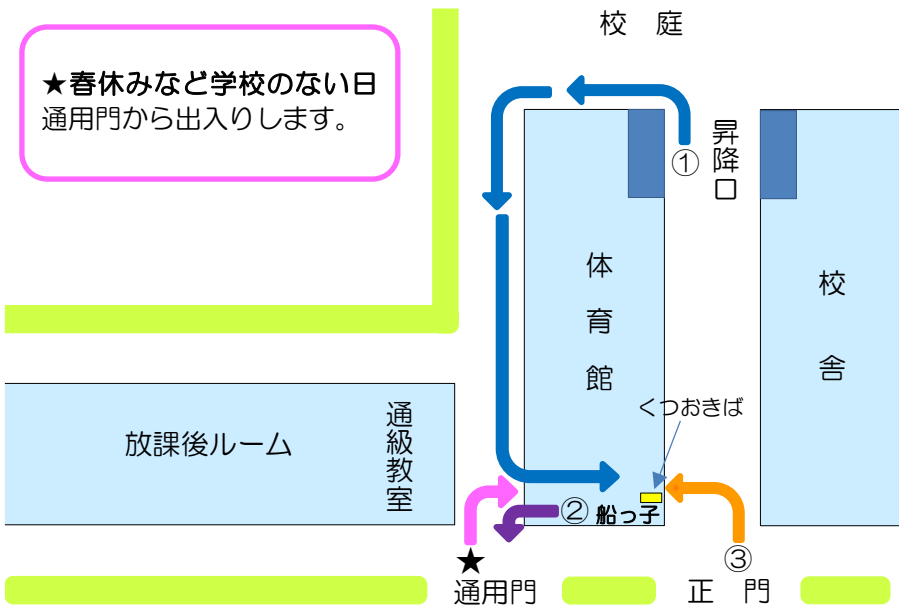 校　庭
★春休みなど学校のない日
通用門から出入りします。
①
昇降口
体育館
校舎
くつおきば
放課後ルーム
通級教室
②
船っ子
③
★
通用門
正　門